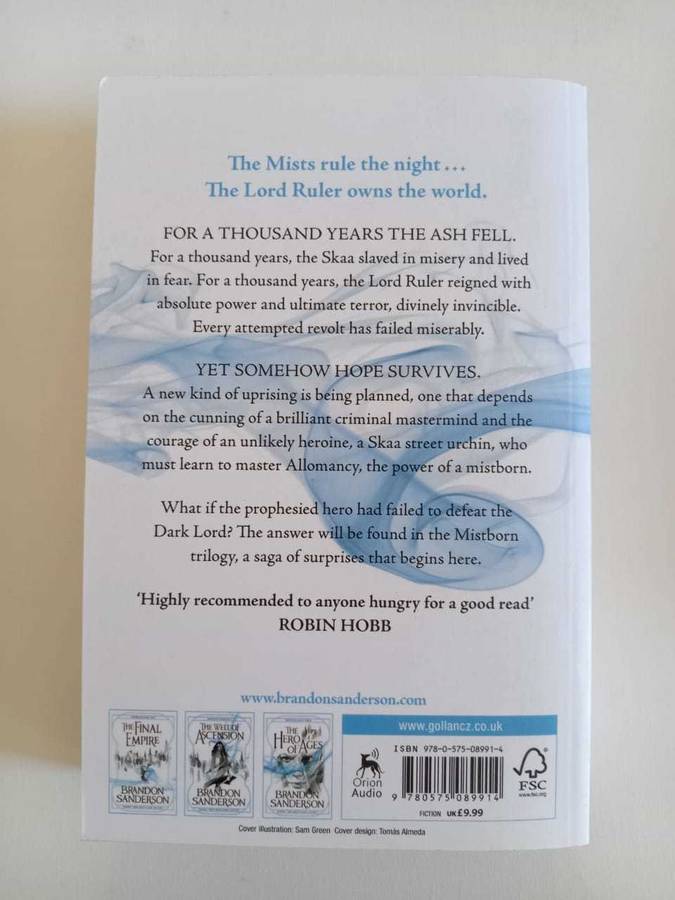 The Mists rule the night ...
The Lord Ruler owns the world.
FOR A THOUSAND YEARS THE ASH FELL.
For a thousand years, the Skaa slaved in misery and lived
in fear. For a thousand years, the Lord Ruler reigned with
absolute power and ultimate terror, divinely invincible.
Every attempted revolt has failed miserably.
YET SOMEHOW HOPE SURVIVES.
A new kind of uprising is being planned, one that depends
on the cunning of a brilliant criminal mastermind and the
courage of an unlikely heroine, a Skaa street urchin, who
must learn to master Allomancy, the power of a mistborn.
What if the prophesied hero had failed to defeat the
Dark Lord? The answer will be found in the Mistborn
trilogy, a saga of surprises that begins here.
‘Highly recommended to anyone hungry for a good read’
ROBIN HOBB
www.brandonsanderson.com
THE
FINAL
EMPIRE
BRANDON
SANDERSON
THE WELL OF
ASCENSION
BRANDON
SANDERSON
THE
HERO
OF AGES
BRANDON
SANDERSON
www.gollancz.co.uk
Orion
Audio
ISBN 978-0-575-08991-4
9 780575 089914
FICTION UK£9.99
FSC
www.fsc.org
Cover illustration: Sam Green Cover design: Tomás Almeda